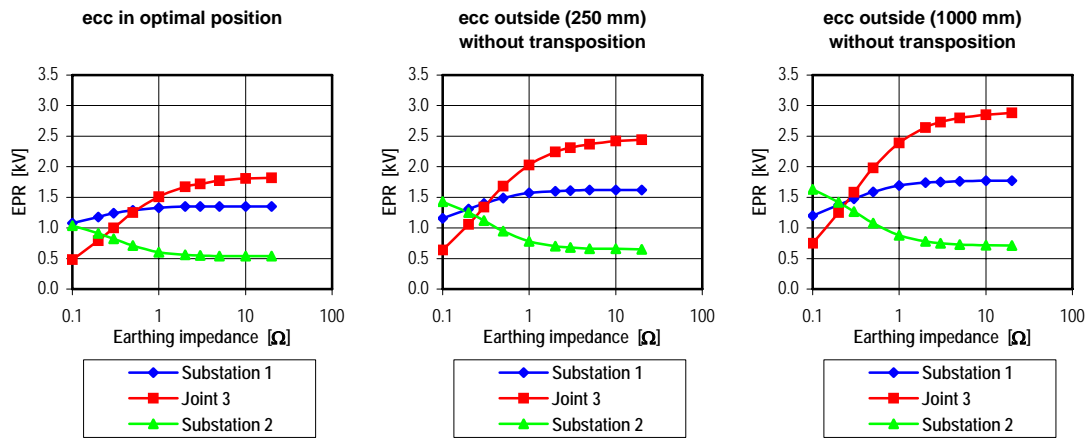 ecc in optimal position
3.5
3.0
2.5
2.0
1.5
1.0
0.5
0.0
EPR [kV]
0.1 1 10 100
Earthing impedance [Ω]
Substation 1
Joint 3
Substation 2
ecc outside (250 mm)
without transposition
3.5
3.0
2.5
2.0
1.5
1.0
0.5
0.0
EPR [kV]
0.1 1 10 100
Earthing impedance [Ω]
Substation 1
Joint 3
Substation 2
ecc outside (1000 mm)
without transposition
3.5
3.0
2.5
2.0
1.5
1.0
0.5
0.0
EPR [kV]
0.1 1 10 100
Earthing impedance [Ω]
Substation 1
Joint 3
Substation 2